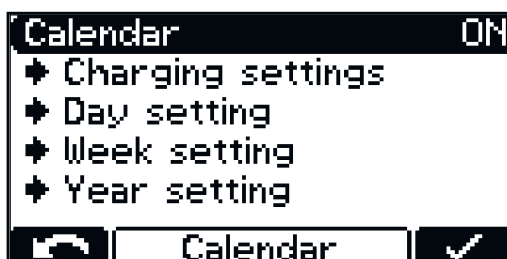 Calendar ON
Charging settings
Day setting
Week setting
Year setting
Calendar